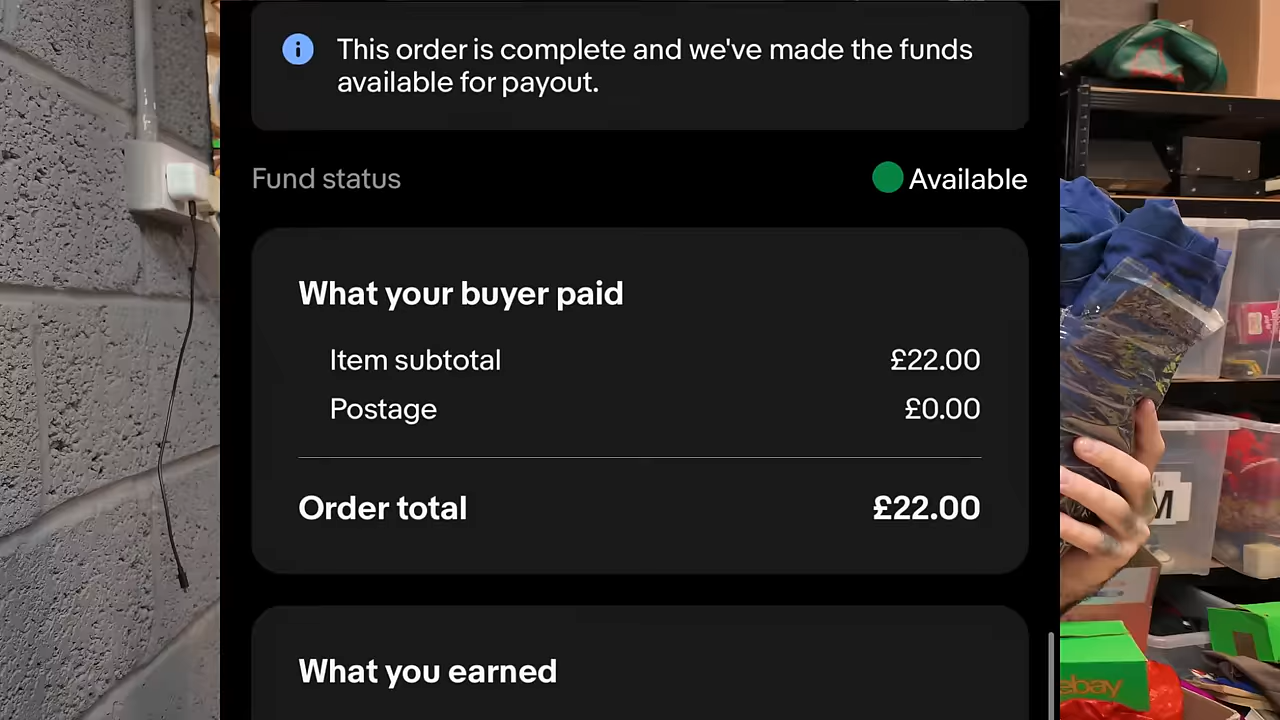 This order is complete and we've made the funds
available for payout.
Fund status
Available
What your buyer paid
Item subtotal £22.00
Postage £0.00
Order total £22.00
What you earned
M
ebay